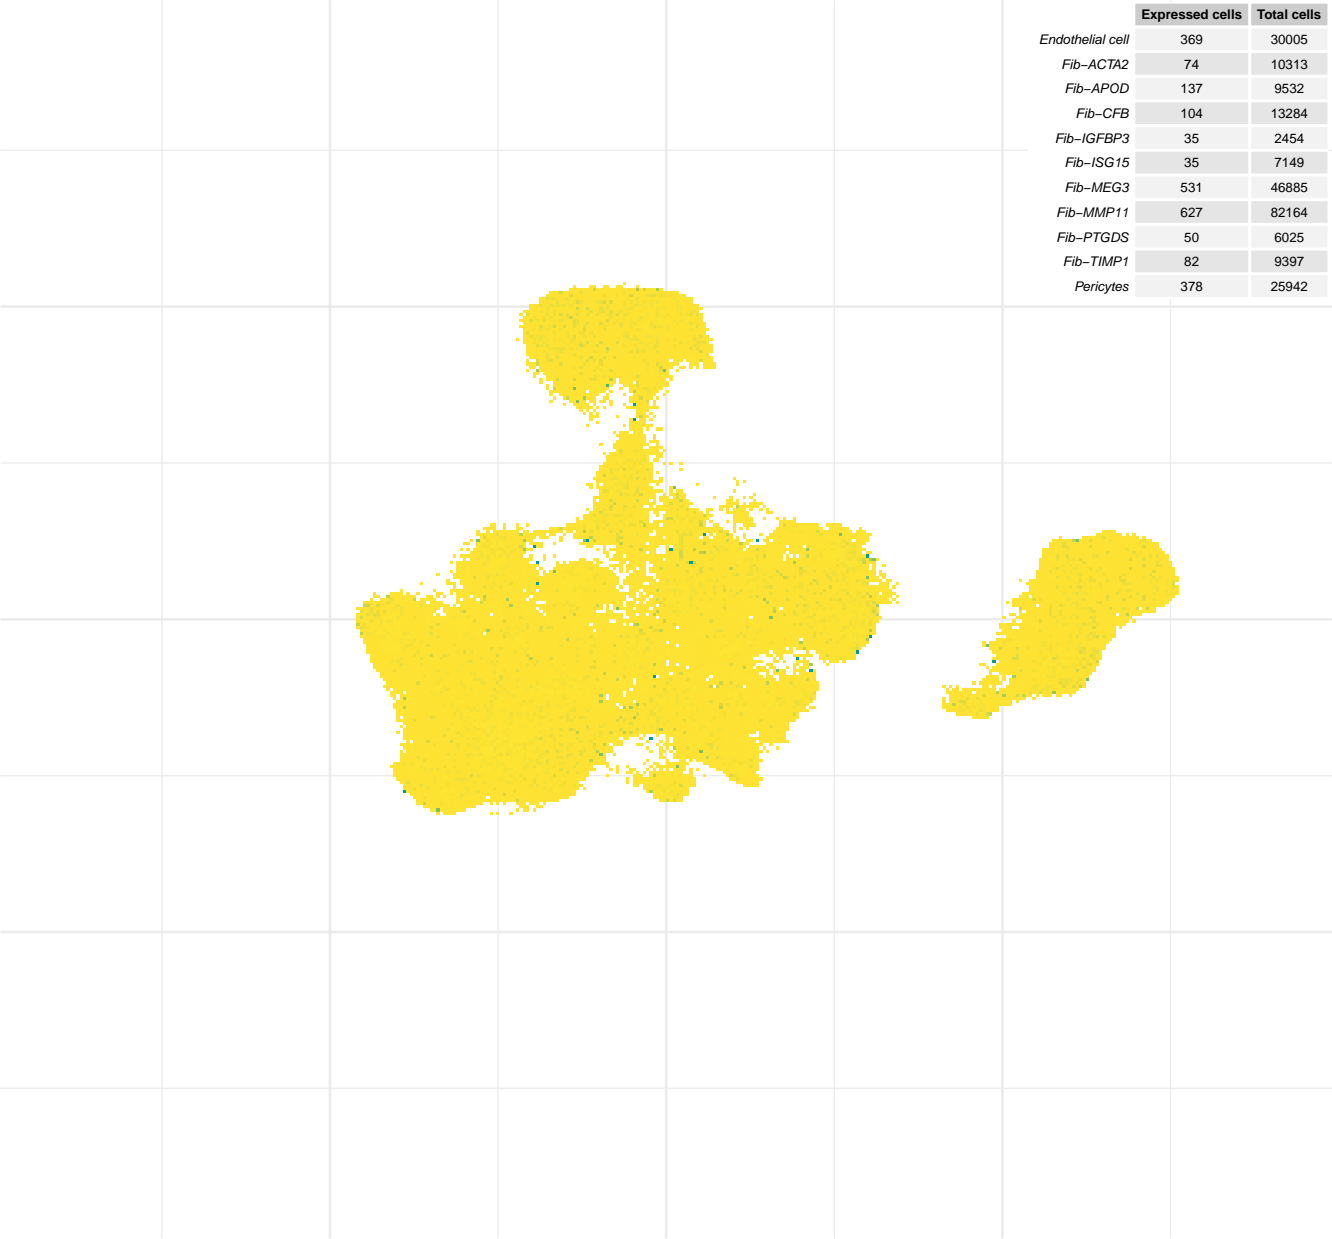 Expressed cells Total cells
Endothelial cell 369 30005
Fib−ACTA2 74 10313
Fib−APOD 137 9532
Fib−CFB 104 13284
Fib−IGFBP3 35 2454
Fib−ISG15 35 7149
Fib−MEG3 531 46885
Fib−MMP11 627 82164
Fib−PTGDS 50 6025
Fib−TIMP1 82 9397
Pericytes 378 25942